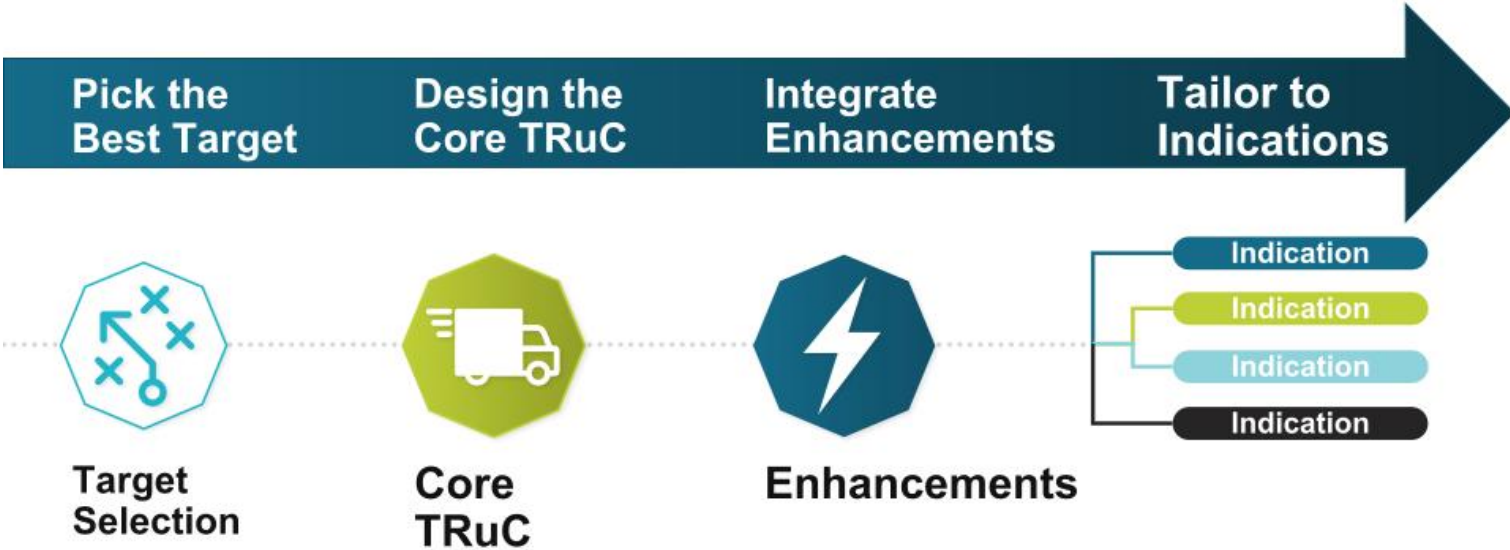 Pick the
Best Target
Design the
Core TRuC
Integrate
Enhancements
Tailor to
Indications
Indication
Indication
Indication
Indication
Target
Selection
Core
TRuC
Enhancements